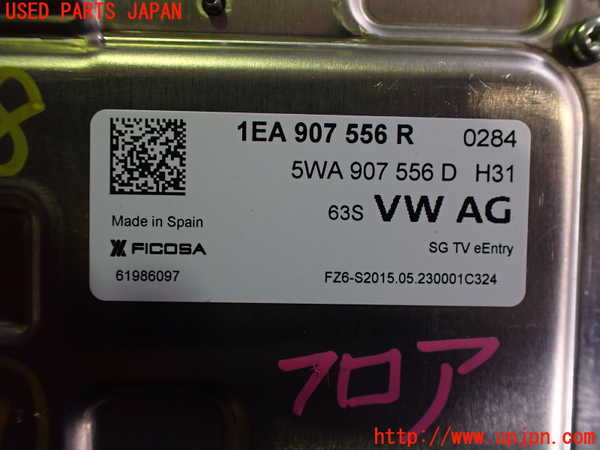 USED PARTS JAPAN
1EA 907 556 R 0284
5WA 907 556 D H31
63S VW AG
Made in Spain
FICOSA
SG TV eEntry
61986097
FZ6-S2015.05.230001C324
フロア
http://www.upjpn.com/